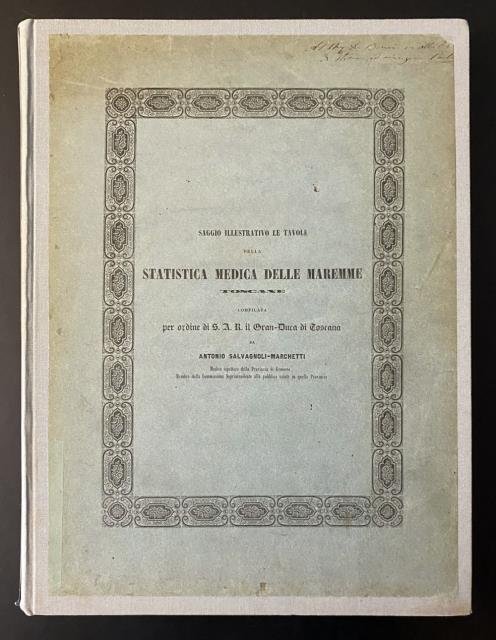 SAGGIO ILLUSTRATIVO LE TAVOLE
DELLA
STATISTICA MEDICA DELLE MAREMME
TOSCANE
COMPILATA
per ordine di S. A. R. il Gran-Duca di Toscana
DA
ANTONIO SALVAGNOLI-MARCHETTI
Medico ispettore della Provincia di Grosseto
Membro della Commissione Soprintendente alla pubblica salute in quella Provincia